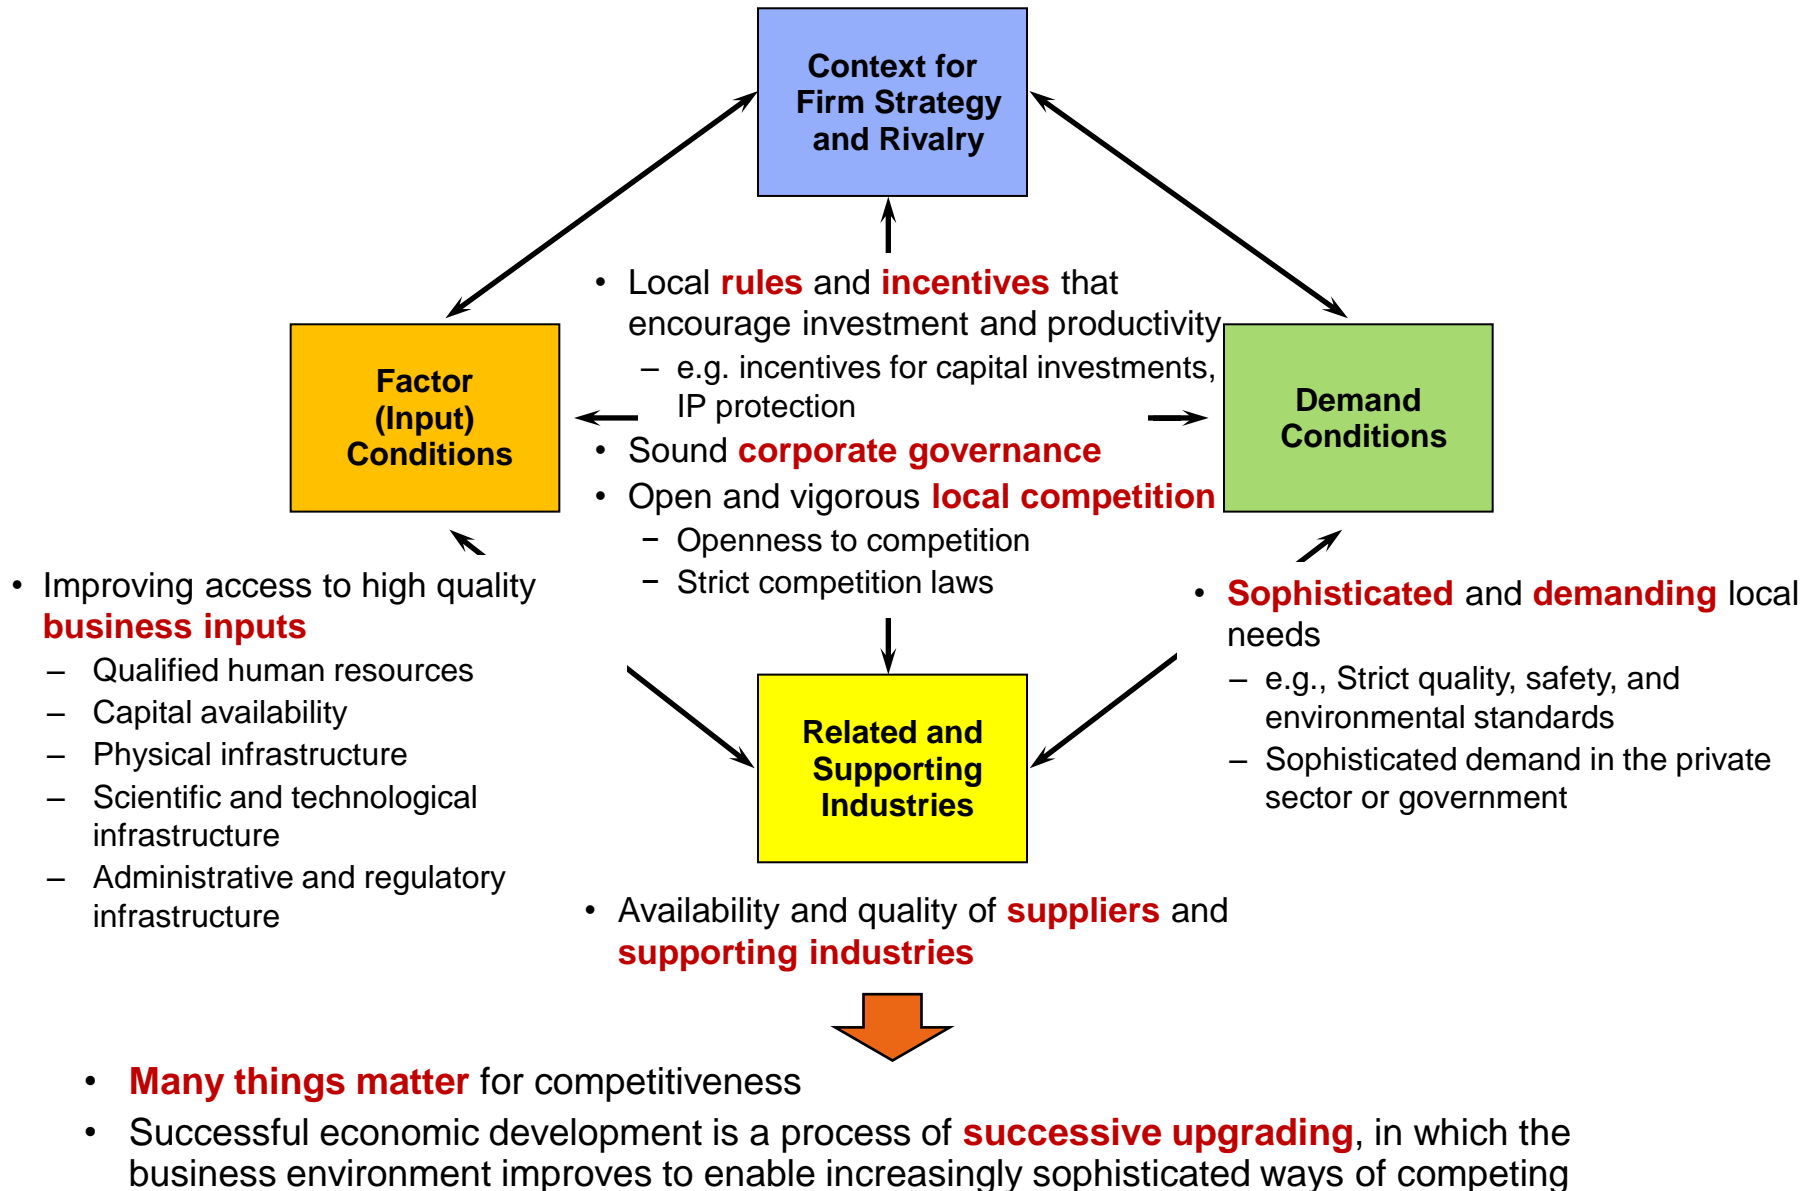 Context for
Firm Strategy
and Rivalry
• Local rules and incentives that
encourage investment and productivity
– e.g. incentives for capital investments,
IP protection
• Sound corporate governance
• Open and vigorous local competition
− Openness to competition
− Strict competition laws
Factor
(Input)
Conditions
Demand
Conditions
• Improving access to high quality
business inputs
– Qualified human resources
– Capital availability
– Physical infrastructure
– Scientific and technological
infrastructure
– Administrative and regulatory
infrastructure
• Sophisticated and demanding local
needs
– e.g., Strict quality, safety, and
environmental standards
– Sophisticated demand in the private
sector or government
Related and
Supporting
Industries
• Availability and quality of suppliers and
supporting industries
• Many things matter for competitiveness
• Successful economic development is a process of successive upgrading, in which the
business environment improves to enable increasingly sophisticated ways of competing